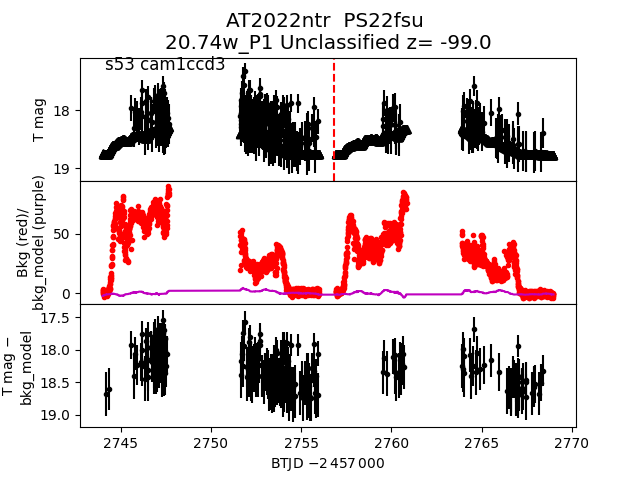 AT2022ntr  PS22fsu
20.74w_P1 Unclassified z= -99.0
s53 cam1ccd3
T mag
18
19
Bkg (red)/
bkg_model (purple)
50
0
T mag −
bkg_model
17.5
18.0
18.5
19.0
2745
2750
2755
2760
2765
2770
BTJD −2 457 000